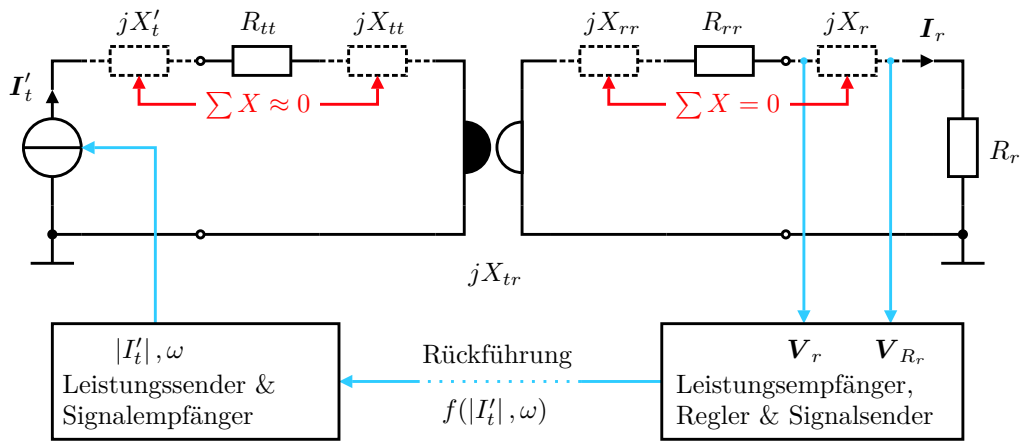 jX′t Rtt jXtt jXrr Rrr jXr Ir
I′t
∑ X ≈ 0 ∑ X = 0
Rr
jXtr
|I′t| , ω Rückführung Vr VRr
Leistungssender & Leistungsempfänger,
Signalempfänger f(|I′t| , ω) Regler & Signalsender